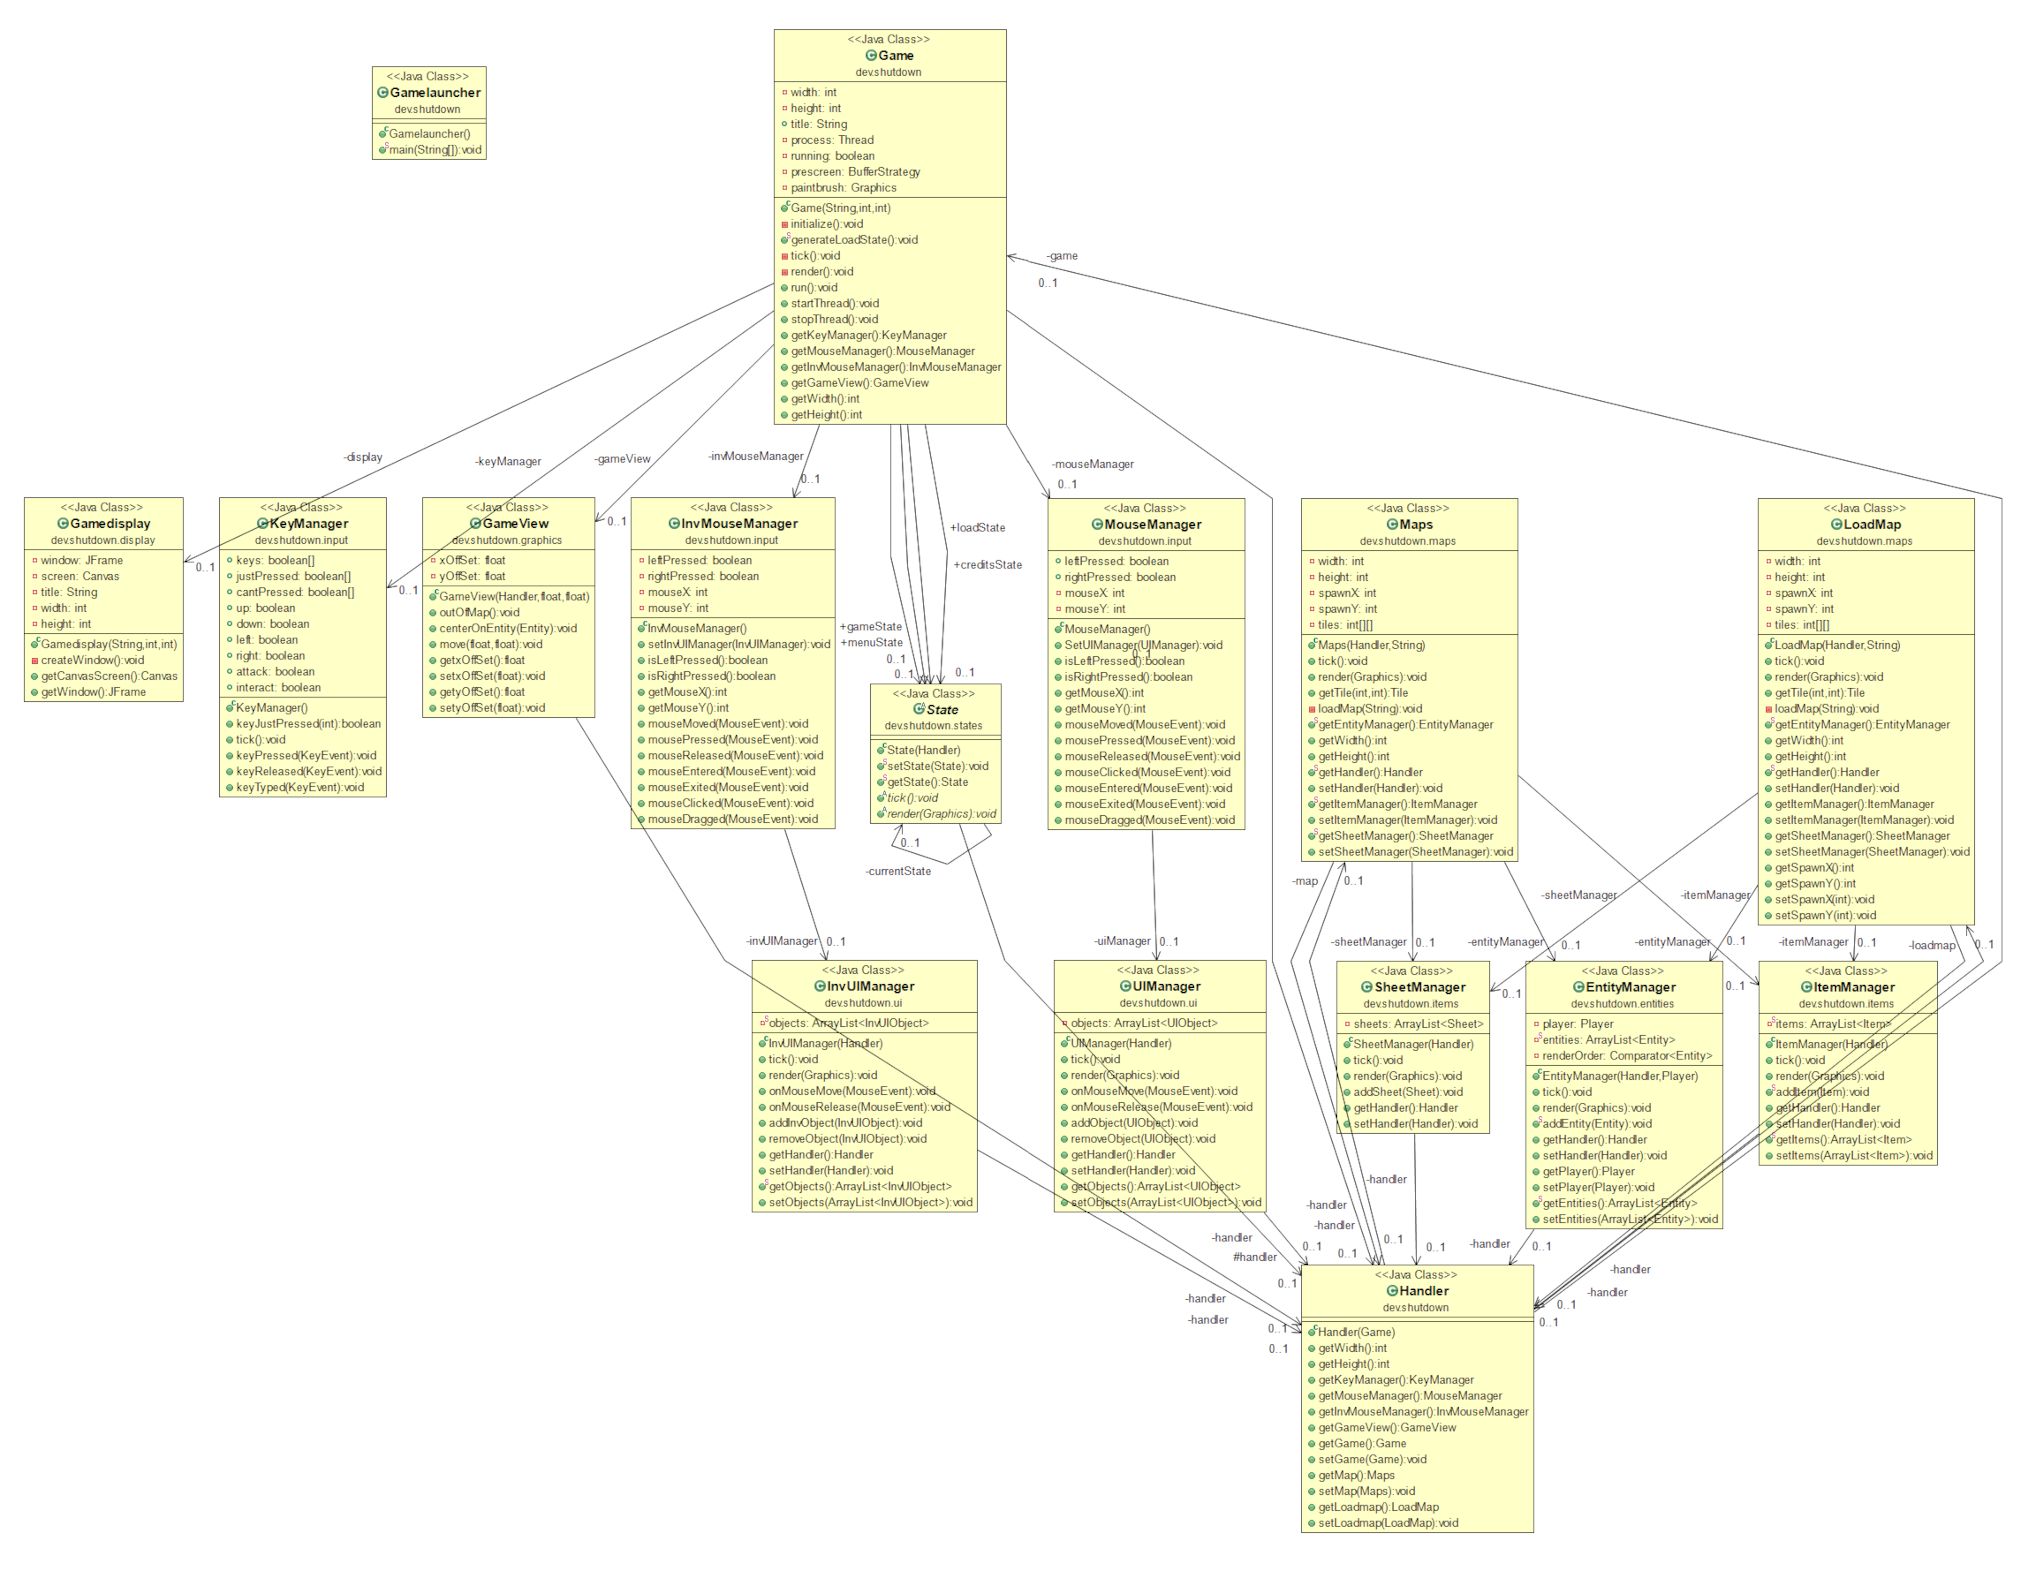 <<Java Class>>
Game
dev.shutdown
width: int
height: int
title: String
process: Thread
running: boolean
prescreen: BufferStrategy
paintbrush: Graphics
Game(String,int,int)
initialize():void
generateLoadState():void
tick():void
render():void
run():void
startThread():void
stopThread():void
getKeyManager():KeyManager
getMouseManager():MouseManager
getInvMouseManager():InvMouseManager
getGameView():GameView
getWidth():int
getHeight():int
<<Java Class>>
Gamelauncher
dev.shutdown
Gamelauncher()
main(String[]):void
-game
0..1
-display
-keyManager
-gameView
-invMouseManager
0..1
-mouseManager
0..1
+loadState
+creditsState
+gameState
+menuState
0..1
0..1
0..1
0..1
0..1
0..1
<<Java Class>>
Gamedisplay
dev.shutdown.display
window: JFrame
screen: Canvas
title: String
width: int
height: int
Gamedisplay(String,int,int)
createWindow():void
getCanvasScreen():Canvas
getWindow():JFrame
<<Java Class>>
KeyManager
dev.shutdown.input
keys: boolean[]
justPressed: boolean[]
cantPressed: boolean[]
up: boolean
down: boolean
left: boolean
right: boolean
attack: boolean
interact: boolean
KeyManager()
keyJustPressed(int):boolean
tick():void
keyPressed(KeyEvent):void
keyReleased(KeyEvent):void
keyTyped(KeyEvent):void
<<Java Class>>
GameView
dev.shutdown.graphics
xOffSet: float
yOffSet: float
GameView(Handler,float,float)
outOfMap():void
centerOnEntity(Entity):void
move(float,float):void
getxOffSet():float
setxOffSet(float):void
getyOffSet():float
setyOffSet(float):void
<<Java Class>>
InvMouseManager
dev.shutdown.input
leftPressed: boolean
rightPressed: boolean
mouseX: int
mouseY: int
InvMouseManager()
setInvUIManager(InvUIManager):void
isLeftPressed():boolean
isRightPressed():boolean
getMouseX():int
getMouseY():int
mouseMoved(MouseEvent):void
mousePressed(MouseEvent):void
mouseReleased(MouseEvent):void
mouseEntered(MouseEvent):void
mouseExited(MouseEvent):void
mouseClicked(MouseEvent):void
mouseDragged(MouseEvent):void
<<Java Class>>
State
dev.shutdown.states
State(Handler)
setState(State):void
getState():State
tick():void
render(Graphics):void
0..1
-currentState
<<Java Class>>
MouseManager
dev.shutdown.input
leftPressed: boolean
rightPressed: boolean
mouseX: int
mouseY: int
MouseManager()
SetUIManager(UIManager):void
0..1
isLeftPressed():boolean
isRightPressed():boolean
getMouseX():int
getMouseY():int
mouseMoved(MouseEvent):void
mousePressed(MouseEvent):void
mouseReleased(MouseEvent):void
mouseClicked(MouseEvent):void
mouseEntered(MouseEvent):void
mouseExited(MouseEvent):void
mouseDragged(MouseEvent):void
<<Java Class>>
Maps
dev.shutdown.maps
width: int
height: int
spawnX: int
spawnY: int
tiles: int[][]
Maps(Handler,String)
tick():void
render(Graphics):void
getTile(int,int):Tile
loadMap(String):void
getEntityManager():EntityManager
getWidth():int
getHeight():int
getHandler():Handler
setHandler(Handler):void
getItemManager():ItemManager
setItemManager(ItemManager):void
getSheetManager():SheetManager
setSheetManager(SheetManager):void
<<Java Class>>
LoadMap
dev.shutdown.maps
width: int
height: int
spawnX: int
spawnY: int
tiles: int[][]
LoadMap(Handler,String)
tick():void
render(Graphics):void
getTile(int,int):Tile
loadMap(String):void
getEntityManager():EntityManager
getWidth():int
getHeight():int
getHandler():Handler
setHandler(Handler):void
getItemManager():ItemManager
setItemManager(ItemManager):void
getSheetManager():SheetManager
setSheetManager(SheetManager):void
getSpawnX():int
getSpawnY():int
setSpawnX(int):void
setSpawnY(int):void
-map
0..1
-sheetManager
-itemManager
-invUIManager
0..1
-uiManager
0..1
-sheetManager
0..1
-entityManager
0..1
-entityManager
0..1
-itemManager
0..1
-loadmap
0..1
0..1
0..1
<<Java Class>>
InvUIManager
dev.shutdown.ui
objects: ArrayList<InvUIObject>
InvUIManager(Handler)
tick():void
render(Graphics):void
onMouseMove(MouseEvent):void
onMouseRelease(MouseEvent):void
addInvObject(InvUIObject):void
removeObject(InvUIObject):void
getHandler():Handler
setHandler(Handler):void
getObjects():ArrayList<InvUIObject>
setObjects(ArrayList<InvUIObject>):void
<<Java Class>>
UIManager
dev.shutdown.ui
objects: ArrayList<UIObject>
UIManager(Handler)
tick():void
render(Graphics):void
onMouseMove(MouseEvent):void
onMouseRelease(MouseEvent):void
addObject(UIObject):void
removeObject(UIObject):void
getHandler():Handler
setHandler(Handler):void
getObjects():ArrayList<UIObject>
setObjects(ArrayList<UIObject>):void
<<Java Class>>
SheetManager
dev.shutdown.items
sheets: ArrayList<Sheet>
SheetManager(Handler)
tick():void
render(Graphics):void
addSheet(Sheet):void
getHandler():Handler
setHandler(Handler):void
<<Java Class>>
EntityManager
dev.shutdown.entities
player: Player
entities: ArrayList<Entity>
renderOrder: Comparator<Entity>
EntityManager(Handler,Player)
tick():void
render(Graphics):void
addEntity(Entity):void
getHandler():Handler
setHandler(Handler):void
getPlayer():Player
setPlayer(Player):void
getEntities():ArrayList<Entity>
setEntities(ArrayList<Entity>):void
<<Java Class>>
ItemManager
dev.shutdown.items
items: ArrayList<Item>
ItemManager(Handler)
tick():void
render(Graphics):void
addItem(Item):void
getHandler():Handler
setHandler(Handler):void
getItems():ArrayList<Item>
setItems(ArrayList<Item>):void
-handler
-handler
-handler
-handler
#handler
0..1
0..1
0..1
0..1
-handler
0..1
0..1
-handler
-handler
-handler
-handler
0..1
0..1
0..1
0..1
<<Java Class>>
Handler
dev.shutdown
Handler(Game)
getWidth():int
getHeight():int
getKeyManager():KeyManager
getMouseManager():MouseManager
getInvMouseManager():InvMouseManager
getGameView():GameView
getGame():Game
setGame(Game):void
getMap():Maps
setMap(Maps):void
getLoadmap():LoadMap
setLoadmap(LoadMap):void